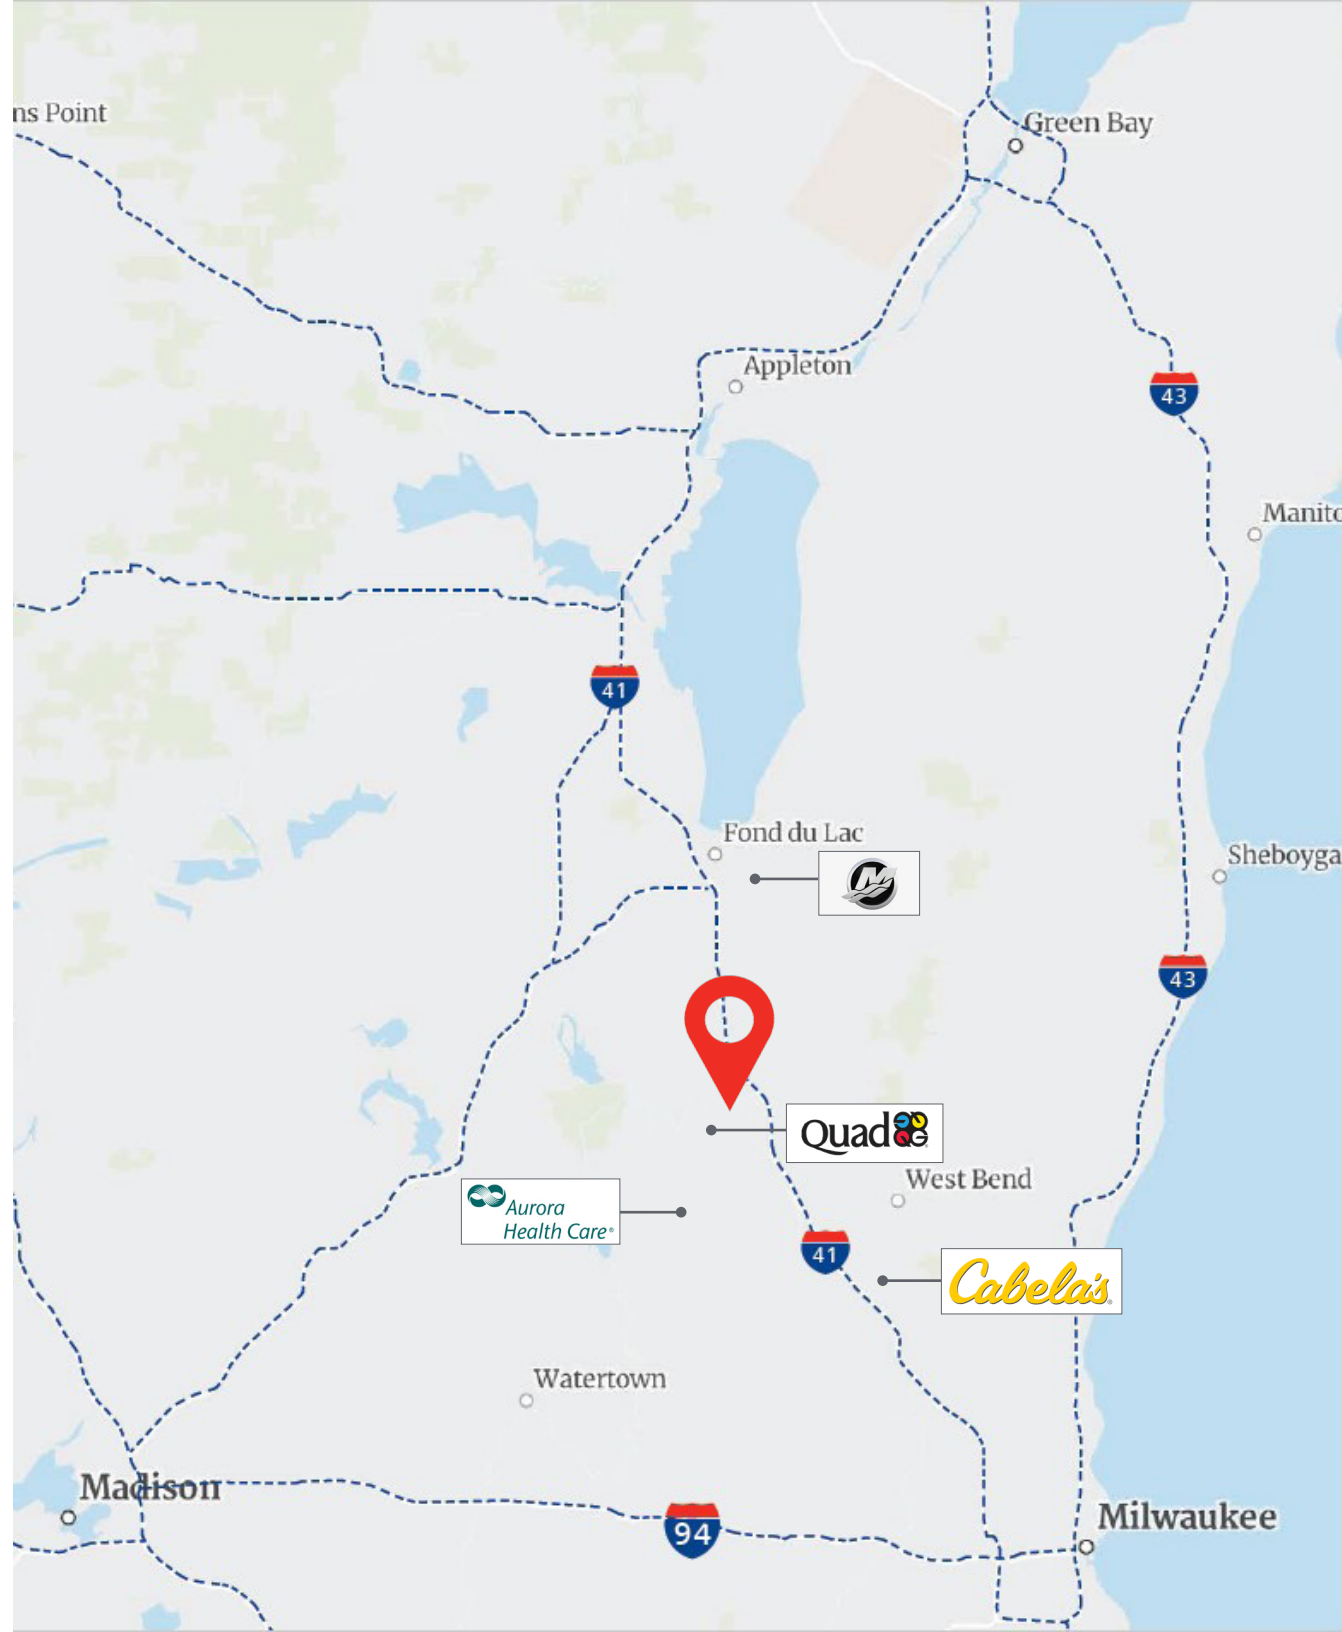 ns Point
Green Bay
Appleton
43
Manito
41
Fond du Lac
M
Sheboyga
43
Quad
West Bend
Aurora
Health Care®
41
Cabela's
Watertown
Madison
94
Milwaukee